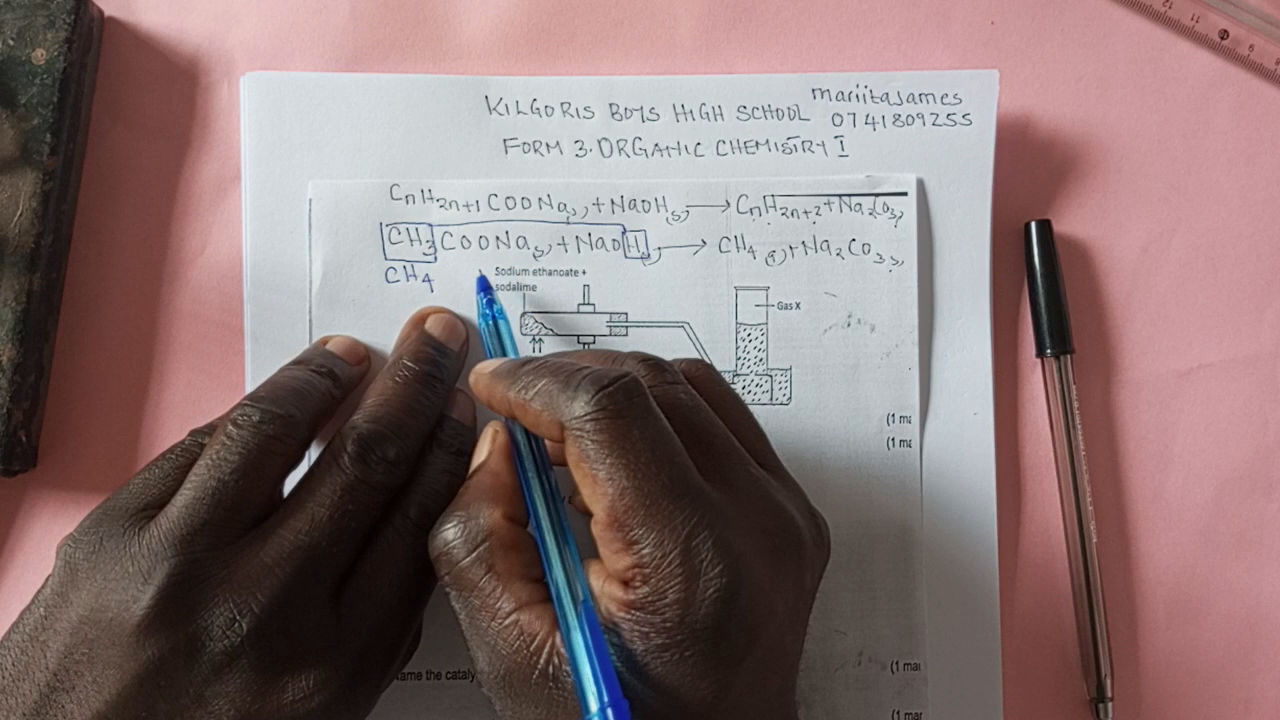 KILGORIS BOYS HIGH SCHOOL mariitajames
0741809255
FORM 3. ORGANIC CHEMISTRY I
CnH2n+1COONa(s) + NaOH(s) → CnH2n+2 + Na2CO3
CH3COONa(s) + NaOH(s) → CH4(g) + Na2CO3(s)
CH4
Sodium ethanoate +
sodalime
Gas X
(1 ma
(1 ma
(1 mar
ame the cataly
(1 mar